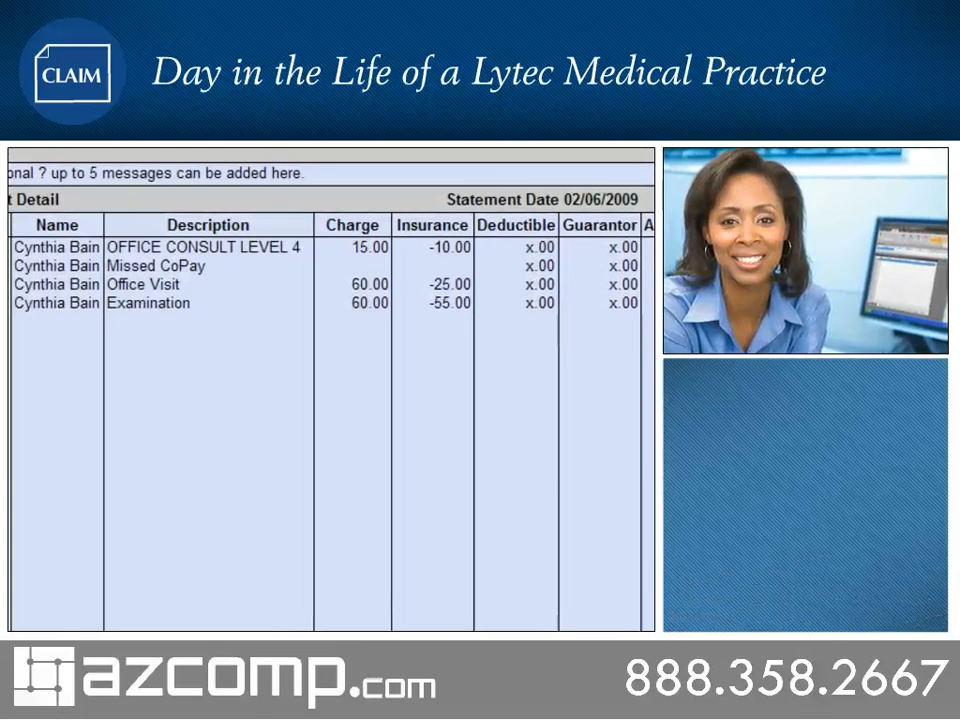 CLAIM
Day in the Life of a Lytec Medical Practice
onal ? up to 5 messages can be added here.
t Detail Statement Date 02/06/2009
Name Description Charge Insurance Deductible Guarantor A
Cynthia Bain OFFICE CONSULT LEVEL 4 15.00 -10.00 x.00 x.00
Cynthia Bain Missed CoPay x.00 x.00
Cynthia Bain Office Visit 60.00 -25.00 x.00 x.00
Cynthia Bain Examination 60.00 -55.00 x.00 x.00
azcomp.com 888.358.2667